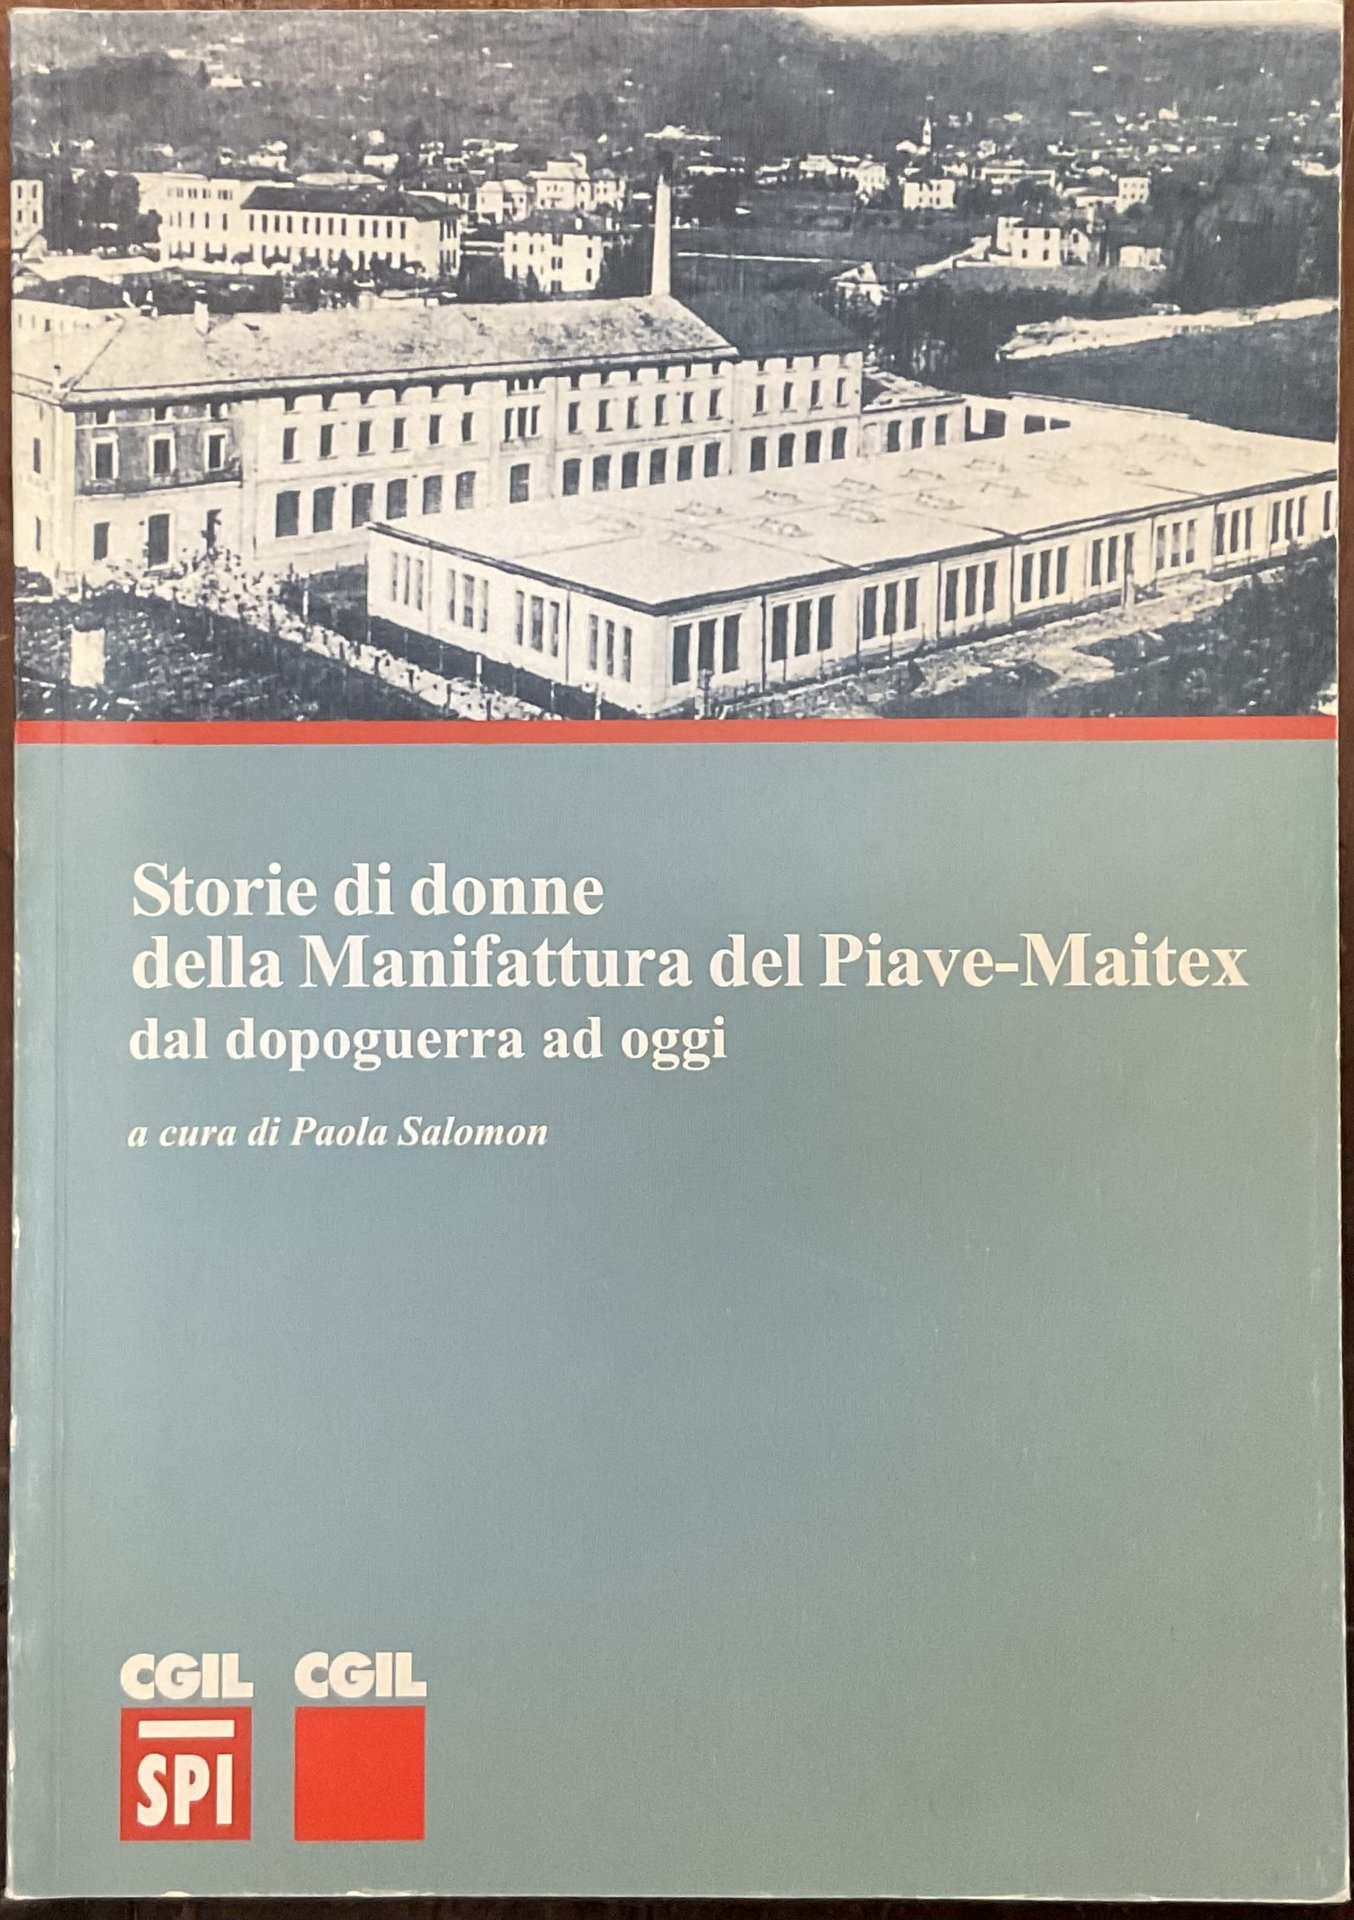 Storie di donne
della Manifattura del Piave-Maitex
dal dopoguerra ad oggi
a cura di Paola Salomon
CGIL CGIL
SPI